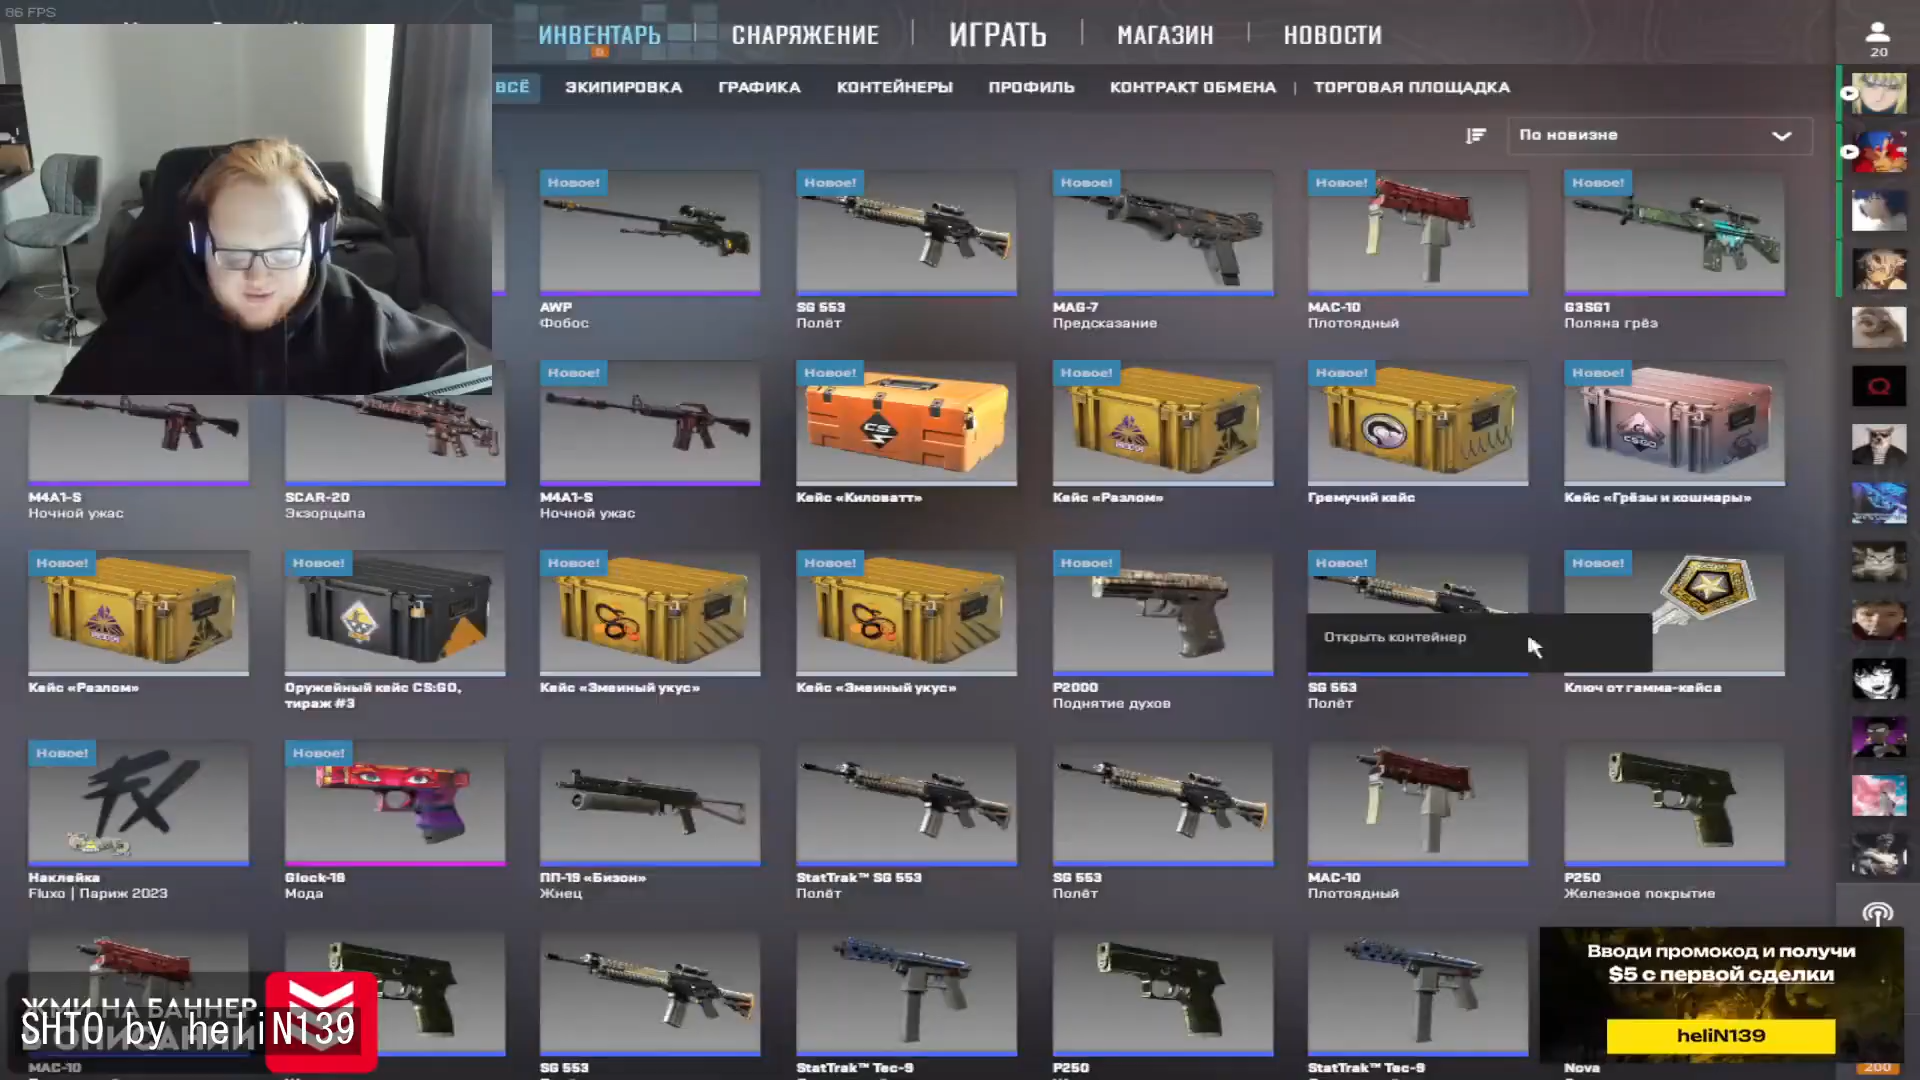 86 FPS
ИНВЕНТАРЬ
СНАРЯЖЕНИЕ
ИГРАТЬ
МАГАЗИН
НОВОСТИ
20
ВСЁ
ЭКИПИРОВКА
ГРАФИКА
КОНТЕЙНЕРЫ
ПРОФИЛЬ
КОНТРАКТ ОБМЕНА
ТОРГОВАЯ ПЛОЩАДКА
По новизне
Новое!
Новое!
Новое!
Новое!
Новое!
AWP
Фобос
SG 553
Полёт
MAG-7
Предсказание
MAC-10
Плотоядный
G3SG1
Поляна грёз
Новое!
Новое!
Новое!
Новое!
Новое!
M4A1-S
Ночной ужас
SCAR-20
Экзорцыпа
M4A1-S
Ночной ужас
Кейс «Киловатт»
Кейс «Разлом»
Гремучий кейс
Кейс «Грёзы и кошмары»
Новое!
Новое!
Новое!
Новое!
Новое!
Новое!
Новое!
Открыть контейнер
Кейс «Разлом»
Оружейный кейс CS:GO,
тираж #3
Кейс «Змеиный укус»
Кейс «Змеиный укус»
P2000
Поднятие духов
SG 553
Полёт
Ключ от гамма-кейса
Новое!
Новое!
Наклейка
Fluxo | Париж 2023
Glock-18
Мода
ПП-19 «Бизон»
Жнец
StatTrak™ SG 553
Полёт
SG 553
Полёт
MAC-10
Плотоядный
P250
Железное покрытие
ЖМИ НА БАННЕР
В ОПИСАНИИ
SHTO by heliN139
Вводи промокод и получи
$5 с первой сделки
heliN139
MAC-10
SG 553
StatTrak™ Tec-9
P250
StatTrak™ Tec-9
Nova
200